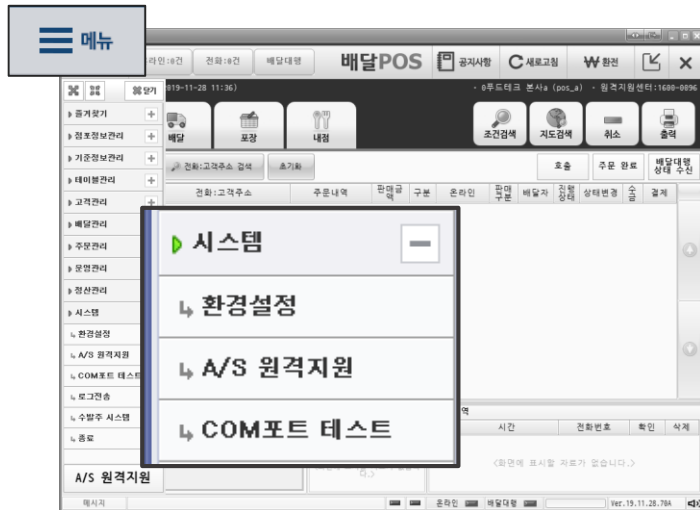 메뉴
라인:0건 전화:0건 배달대행 배달POS 공지사항 새로고침 환전
닫기 019-11-28 11:36) 0푸드테크 본사a (pos_a) 원격지원센터:1600-0896
즐겨찾기
점포정보관리
배달 포장 내점 조건검색 지도검색 취소 출력
기준정보관리
전화:고객주소 검색 초기화 호출 주문 완료 배달대행 상태 수신
테이블관리
전화:고객주소 주문내역 판매금액 구분 온라인 판매구분 배달자 진행상태 상태변경 수금 결제
고객관리
배달관리
주문관리
운영관리
정산관리
시스템
환경설정
A/S 원격지원
COM포트 테스트
로그전송
수발주 시스템
종료
시스템
환경설정
A/S 원격지원
COM포트 테스트
역
시간 전화번호 확인 삭제
<화면에 표시할 자료가 없습니다.>
다.>
A/S 원격지원
메시지 온라인 배달대행 Ver.19.11.28.70A